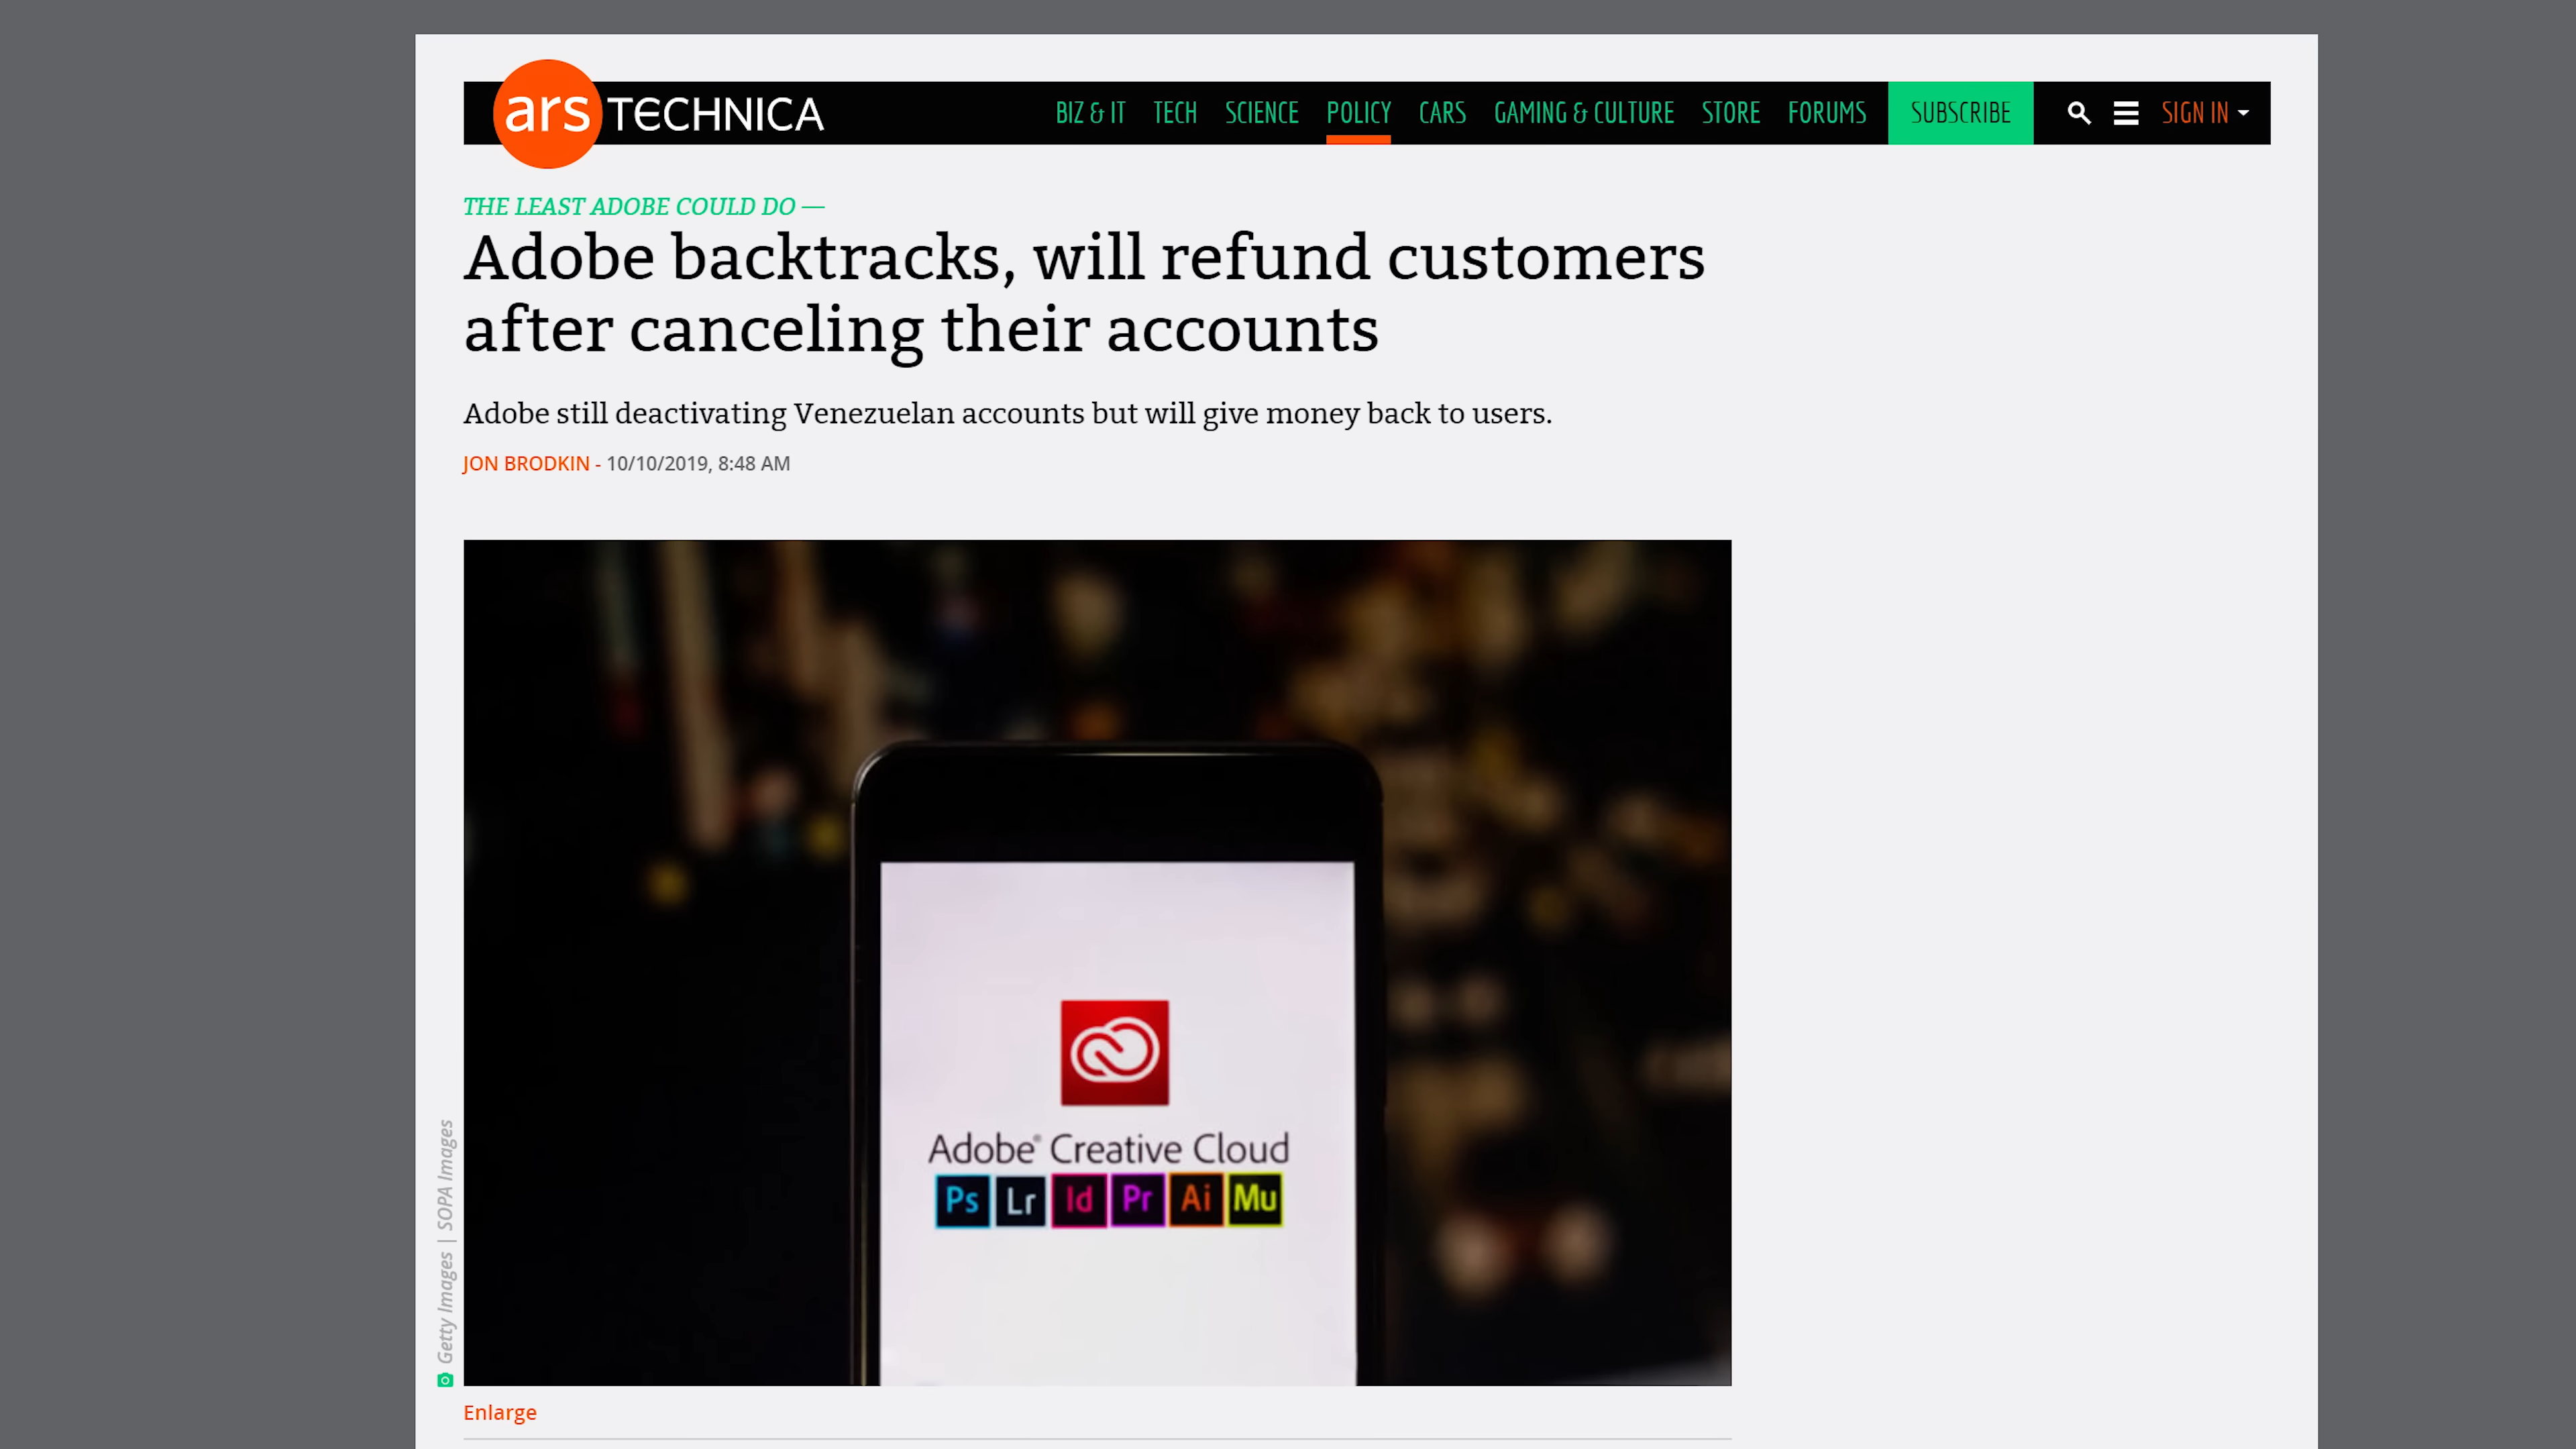 ars TECHNICA
BIZ & IT TECH SCIENCE POLICY CARS GAMING & CULTURE STORE FORUMS SUBSCRIBE SIGN IN
THE LEAST ADOBE COULD DO —
Adobe backtracks, will refund customers
after canceling their accounts
Adobe still deactivating Venezuelan accounts but will give money back to users.
JON BRODKIN - 10/10/2019, 8:48 AM
Adobe® Creative Cloud
Ps Lr Id Pr Ai Mu
Getty Images | SOPA Images
Enlarge